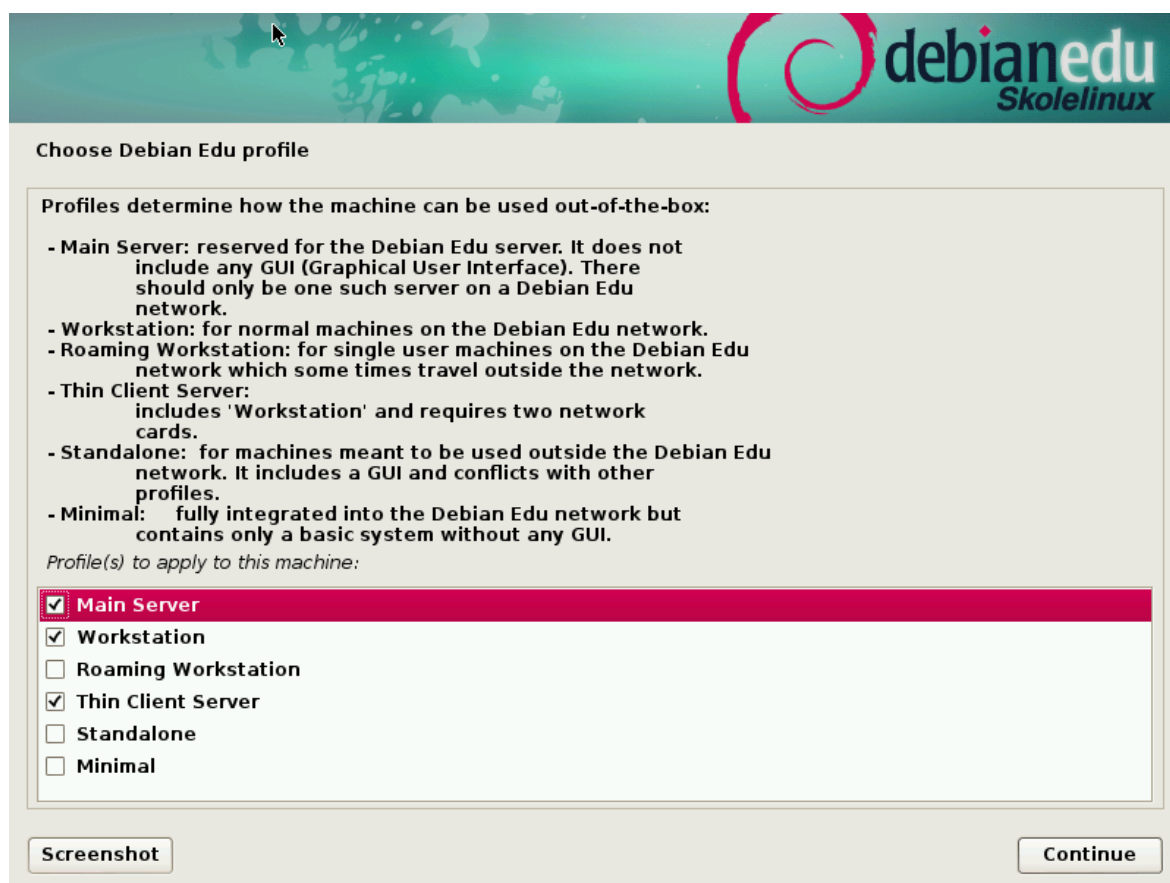 debianedu
Skolelinux
Choose Debian Edu profile
Profiles determine how the machine can be used out-of-the-box:
- Main Server: reserved for the Debian Edu server. It does not
include any GUI (Graphical User Interface). There
should only be one such server on a Debian Edu
network.
- Workstation: for normal machines on the Debian Edu network.
- Roaming Workstation: for single user machines on the Debian Edu
network which some times travel outside the network.
- Thin Client Server:
includes 'Workstation' and requires two network
cards.
- Standalone: for machines meant to be used outside the Debian Edu
network. It includes a GUI and conflicts with other
profiles.
- Minimal: fully integrated into the Debian Edu network but
contains only a basic system without any GUI.
Profile(s) to apply to this machine:
Main Server
Workstation
Roaming Workstation
Thin Client Server
Standalone
Minimal
Screenshot
Continue